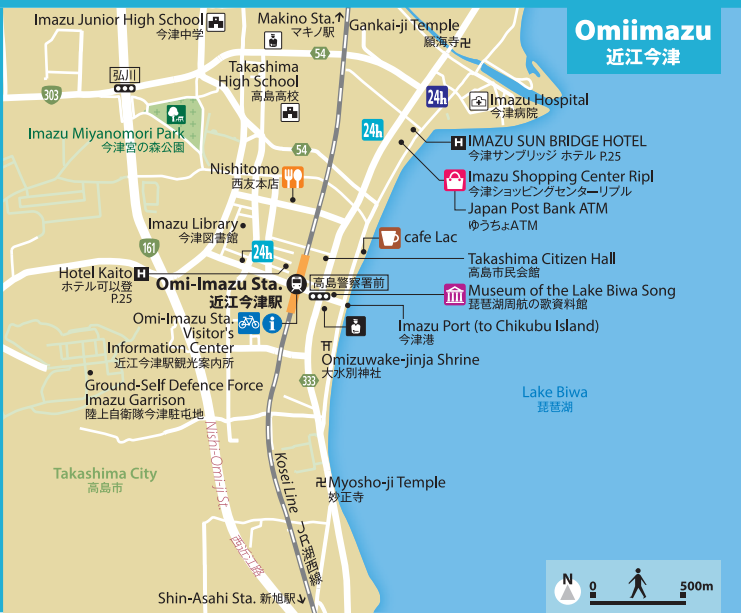 Omiimazu
近江今津
Imazu Junior High School
今津中学
Makino Sta.
マキノ駅
Gankai-ji Temple
願海寺
54
弘川
303
Takashima
High School
高島高校
24h
Imazu Hospital
今津病院
Imazu Miyanomori Park
今津宮の森公園
24h
54
H IMAZU SUN BRIDGE HOTEL
今津サンブリッジ ホテル P.25
Nishitomo
西友本店
Imazu Shopping Center Ripl
今津ショッピングセンターリプル
Japan Post Bank ATM
ゆうちょATM
Imazu Library
今津図書館
161
24h
cafe Lac
Takashima Citizen Hall
高島市民会館
Hotel Kaito H
ホテル可以登
P.25
Omi-Imazu Sta.
近江今津駅
高島警察署前
Museum of the Lake Biwa Song
琵琶湖周航の歌資料館
Omi-Imazu Sta.
Visitor's
Information Center
近江今津駅観光案内所
Imazu Port (to Chikubu Island)
今津港
Omizuwake-jinja Shrine
大水別神社
333
Ground-Self Defence Force
Imazu Garrison
陸上自衛隊今津駐屯地
Lake Biwa
琵琶湖
Nishi-Omi-ji St.
西近江路
Takashima City
高島市
Kosei Line
JR湖西線
卍Myosho-ji Temple
妙正寺
Shin-Asahi Sta. 新旭駅
N
0
500m